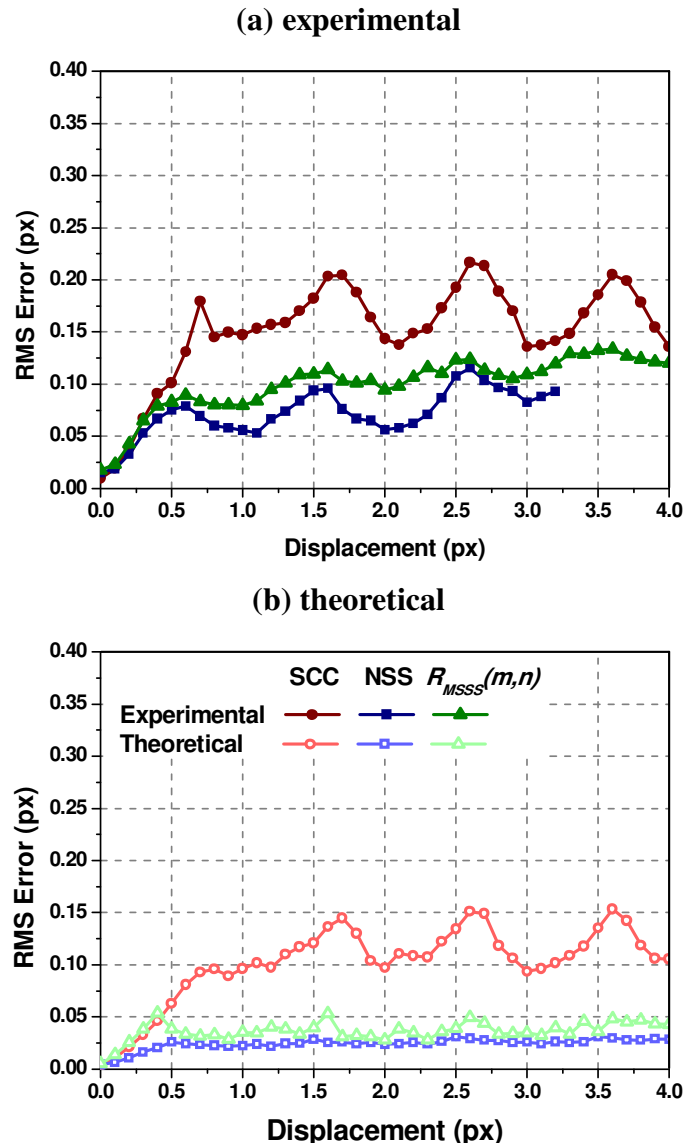 (a) experimental
0.40
0.35
0.30
0.25
0.20
0.15
0.10
0.05
0.00
RMS Error (px)
0.0 0.5 1.0 1.5 2.0 2.5 3.0 3.5 4.0
Displacement (px)
(b) theoretical
0.40
0.35
0.30
0.25
0.20
0.15
0.10
0.05
0.00
RMS Error (px)
SCC NSS R_MSSS(m,n)
Experimental
Theoretical
0.0 0.5 1.0 1.5 2.0 2.5 3.0 3.5 4.0
Displacement (px)